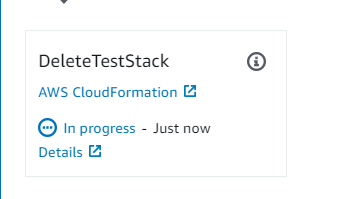 DeleteTestStack
AWS CloudFormation
In progress - Just now
Details